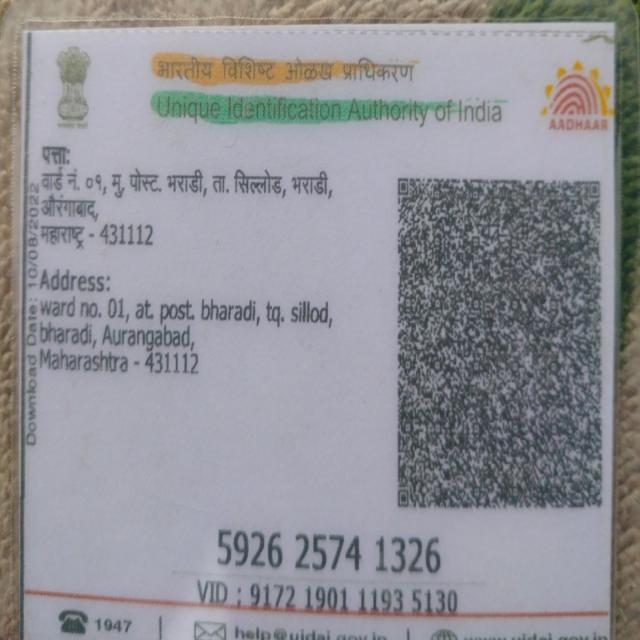 भारतीय विशिष्ट ओळख प्राधिकरण
Unique Identification Authority of India
AADHAAR
पत्ता:
वार्ड नं. ०१, मु. पोस्ट. भराडी, ता. सिल्लोड, भराडी,
औरंगाबाद,
महाराष्ट्र - 431112
Address:
ward no. 01, at. post. bharadi, tq. sillod,
bharadi, Aurangabad,
Maharashtra - 431112
Download Date: 10/08/2022
5926 2574 1326
VID : 9172 1901 1193 5130
1947 help@uidai.gov.in www.uidai.gov.in